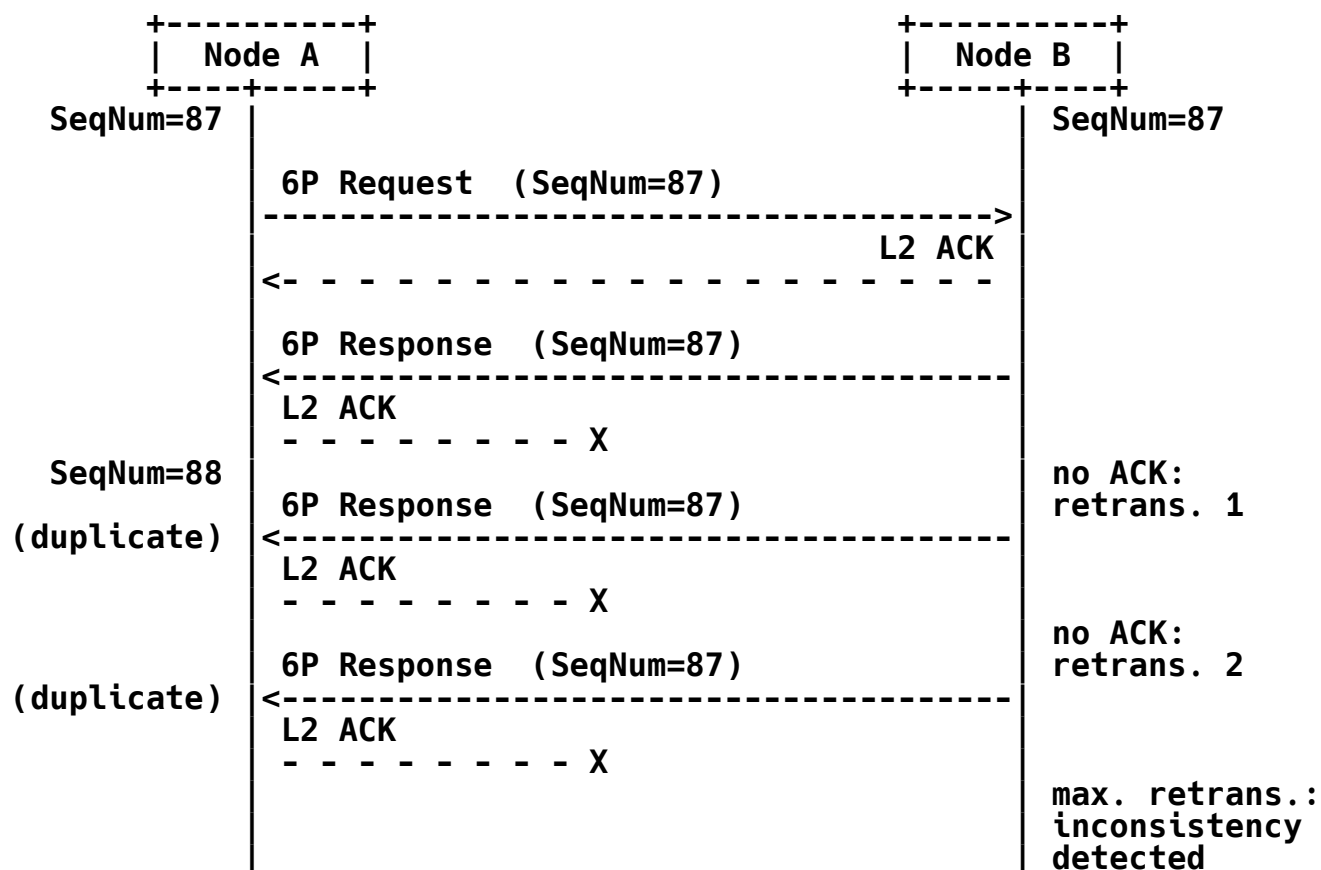 +----------+                           +----------+
|  Node A  |                           |  Node B  |
+----+-----+                           +-----+----+
SeqNum=87 | | SeqNum=87
| |
| 6P Request  (SeqNum=87) |
|-------------------------------------->|
| L2 ACK |
|<- - - - - - - - - - - - - - - - - - - |
| |
| 6P Response  (SeqNum=87) |
|<--------------------------------------|
| L2 ACK |
| - - - - - - - - X |
SeqNum=88 | | no ACK:
| 6P Response  (SeqNum=87) | retrans. 1
(duplicate) |<--------------------------------------|
| L2 ACK |
| - - - - - - - - X |
| | no ACK:
| 6P Response  (SeqNum=87) | retrans. 2
(duplicate) |<--------------------------------------|
| L2 ACK |
| - - - - - - - - X |
| | max. retrans.:
| | inconsistency
| | detected